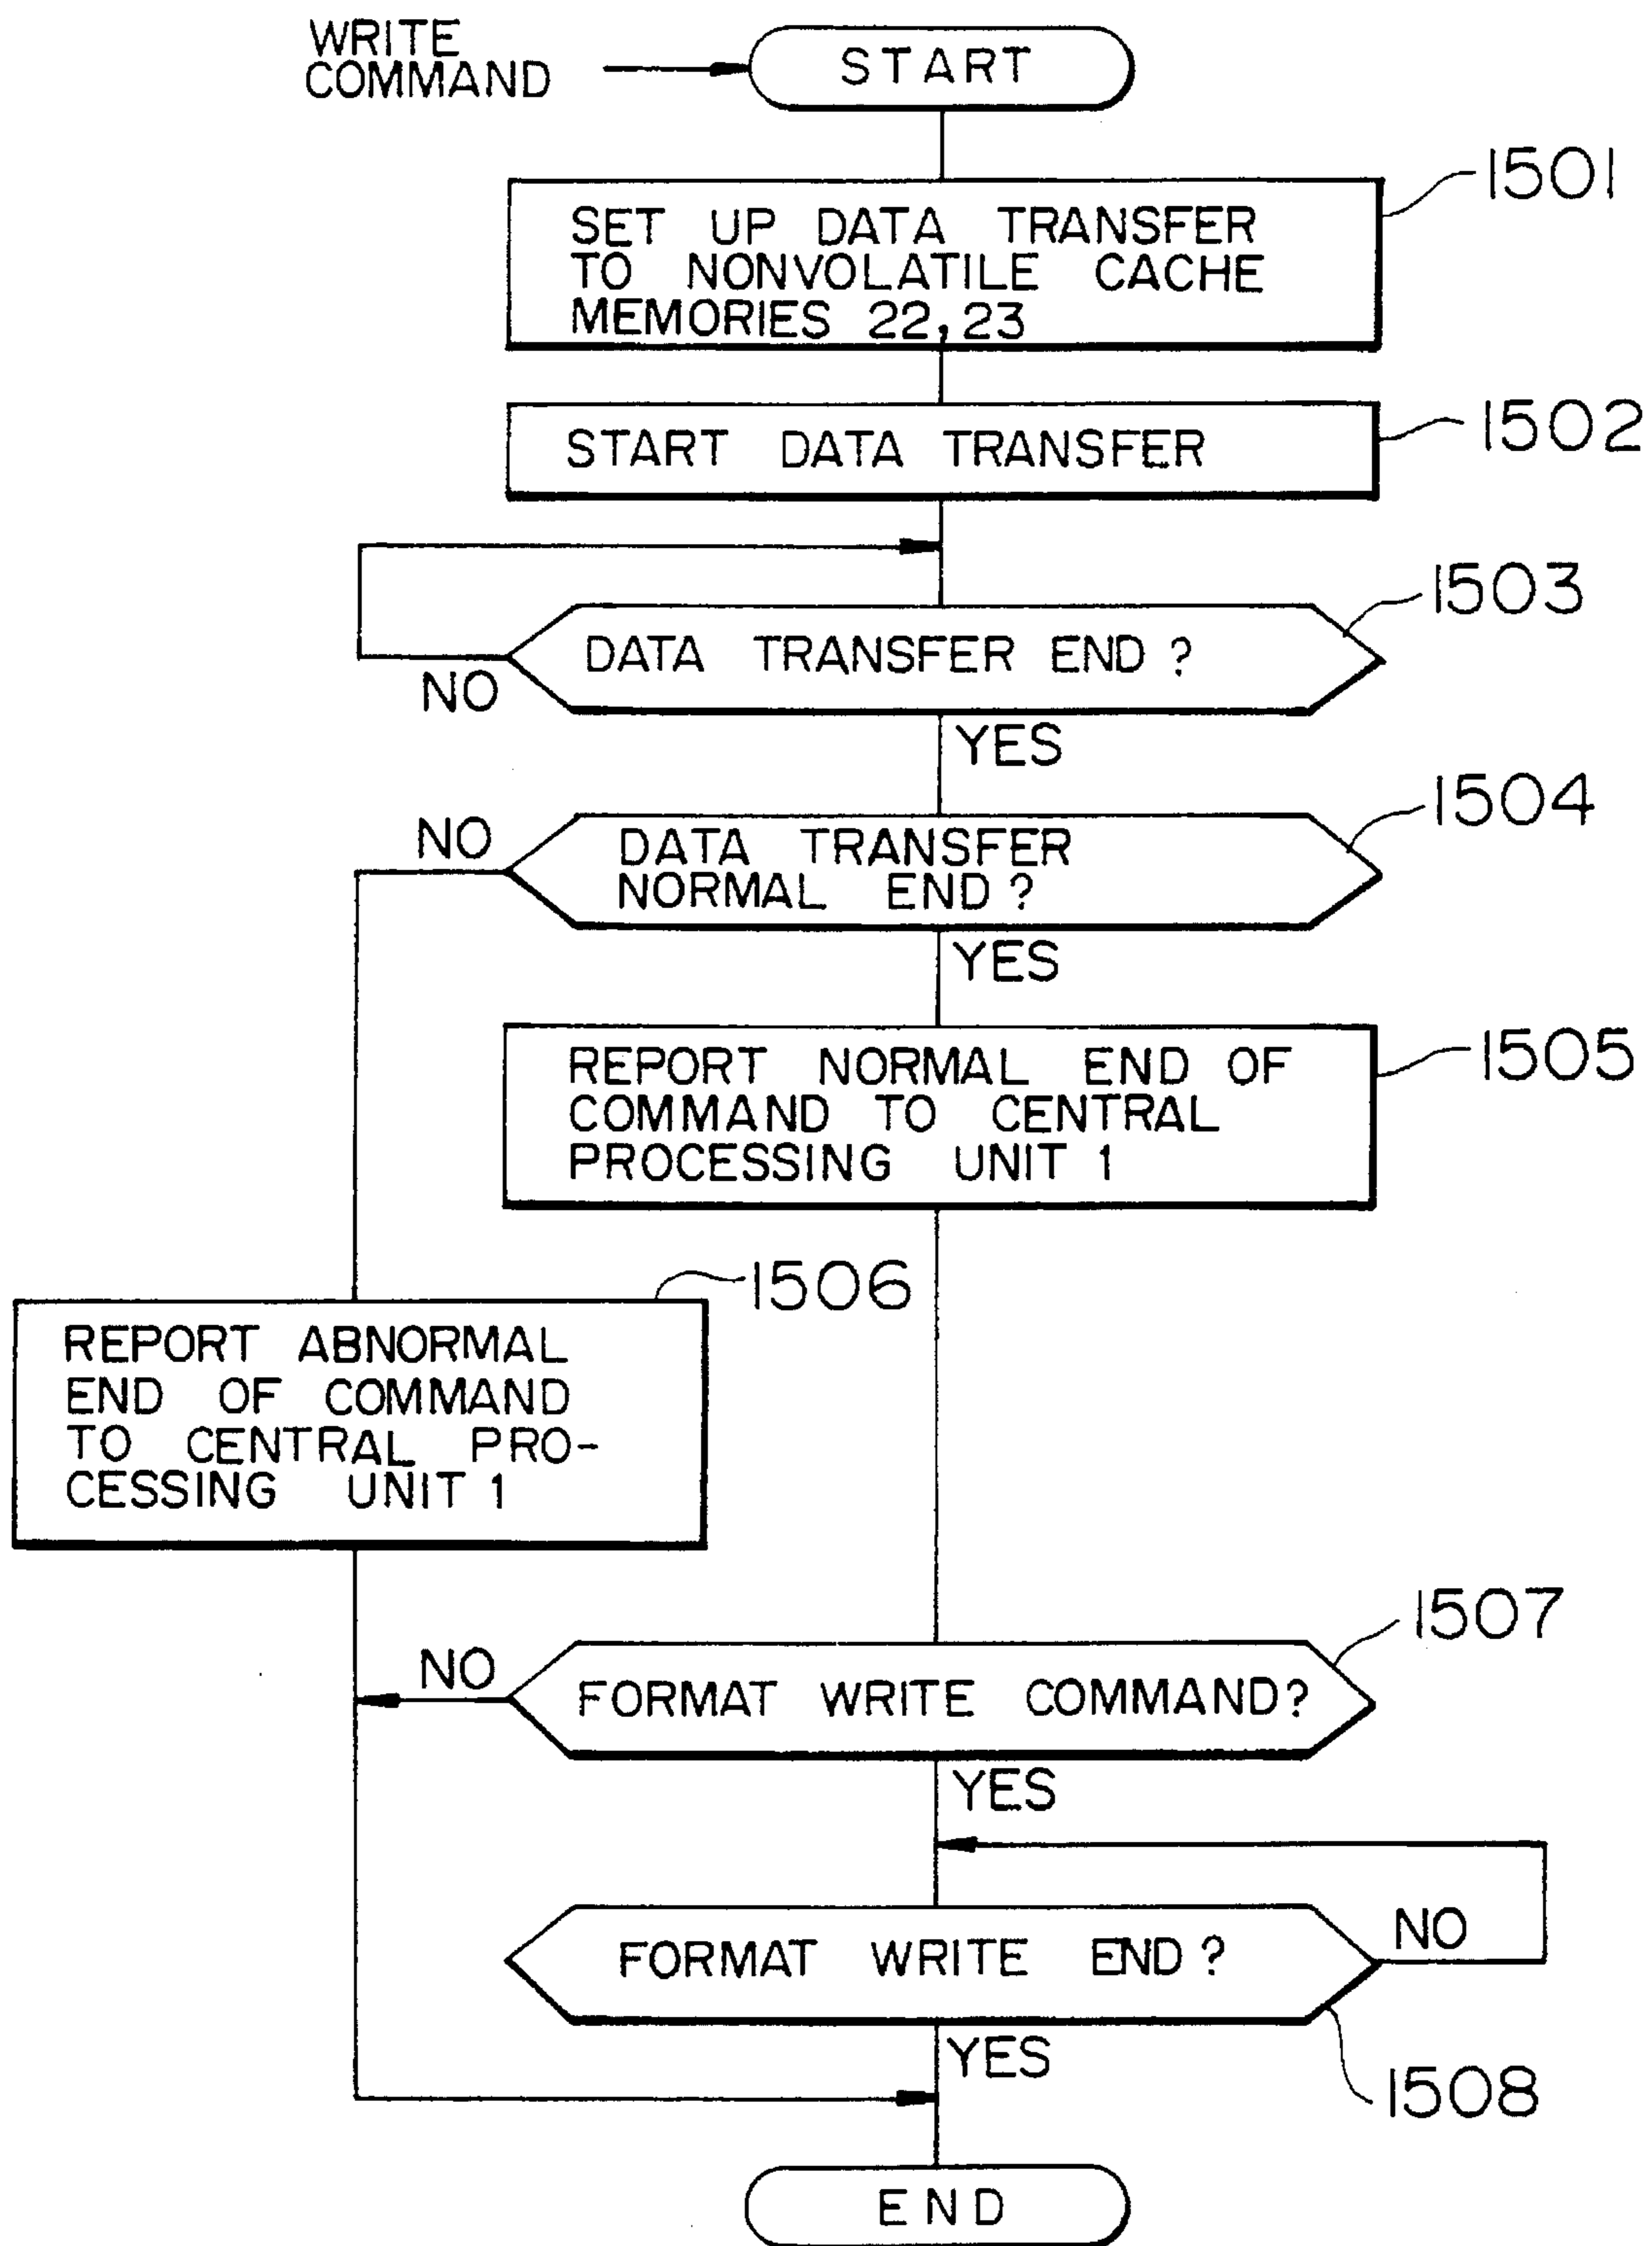 WRITE
COMMAND
START
1501
SET UP DATA TRANSFER
TO NONVOLATILE CACHE
MEMORIES 22,23
1502
START DATA TRANSFER
1503
DATA TRANSFER END ?
NO
YES
1504
NO
DATA TRANSFER
NORMAL END ?
YES
1505
REPORT NORMAL END OF
COMMAND TO CENTRAL
PROCESSING UNIT 1
1506
REPORT ABNORMAL
END OF COMMAND
TO CENTRAL PRO-
CESSING UNIT 1
1507
NO
FORMAT WRITE COMMAND?
YES
FORMAT WRITE END ?
NO
YES
1508
END